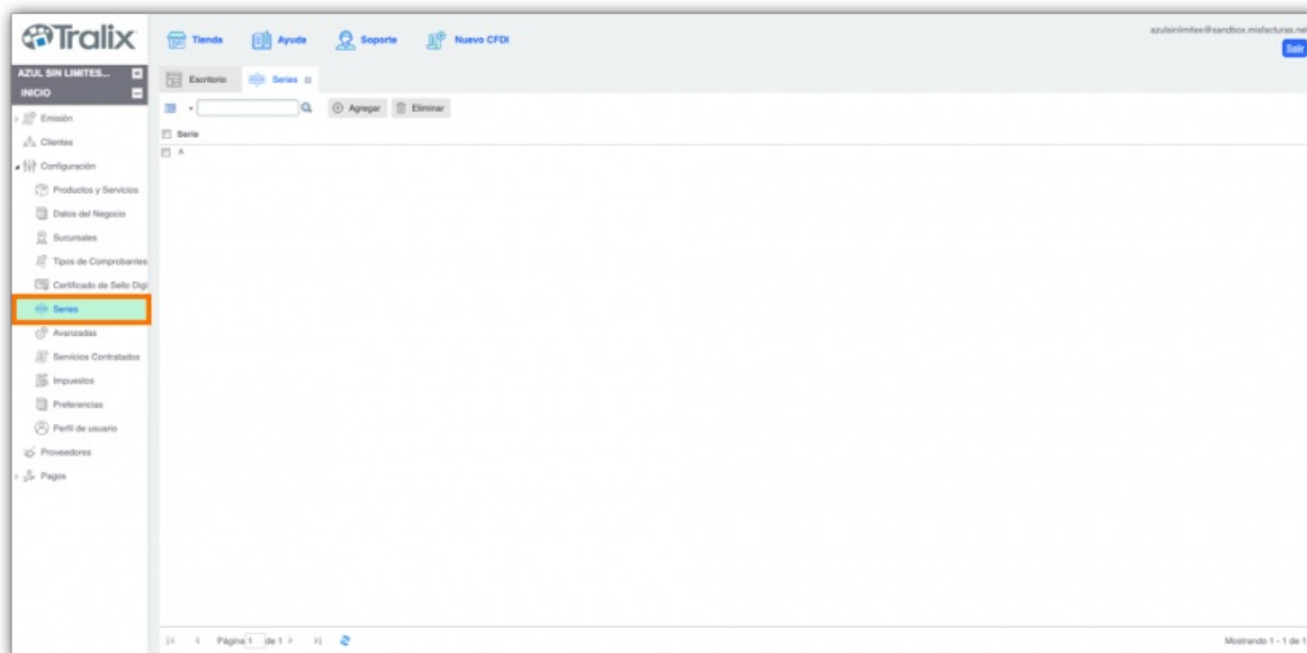 Tralix
Tienda Ayuda Soporte Nuevo CFDI
azulsinlimites@sandbox.misfacturas.net
Salir
AZUL SIN LIMITES...
INICIO
Escritorio Series
Agregar Eliminar
Serie
A
Emisión
Clientes
Configuración
Productos y Servicios
Datos del Negocio
Sucursales
Tipos de Comprobantes
Certificado de Sello Digi
Series
Avanzadas
Servicios Contratados
Impuestos
Preferencias
Perfil de usuario
Proveedores
Pagos
Página 1 de 1
Mostrando 1 - 1 de 1